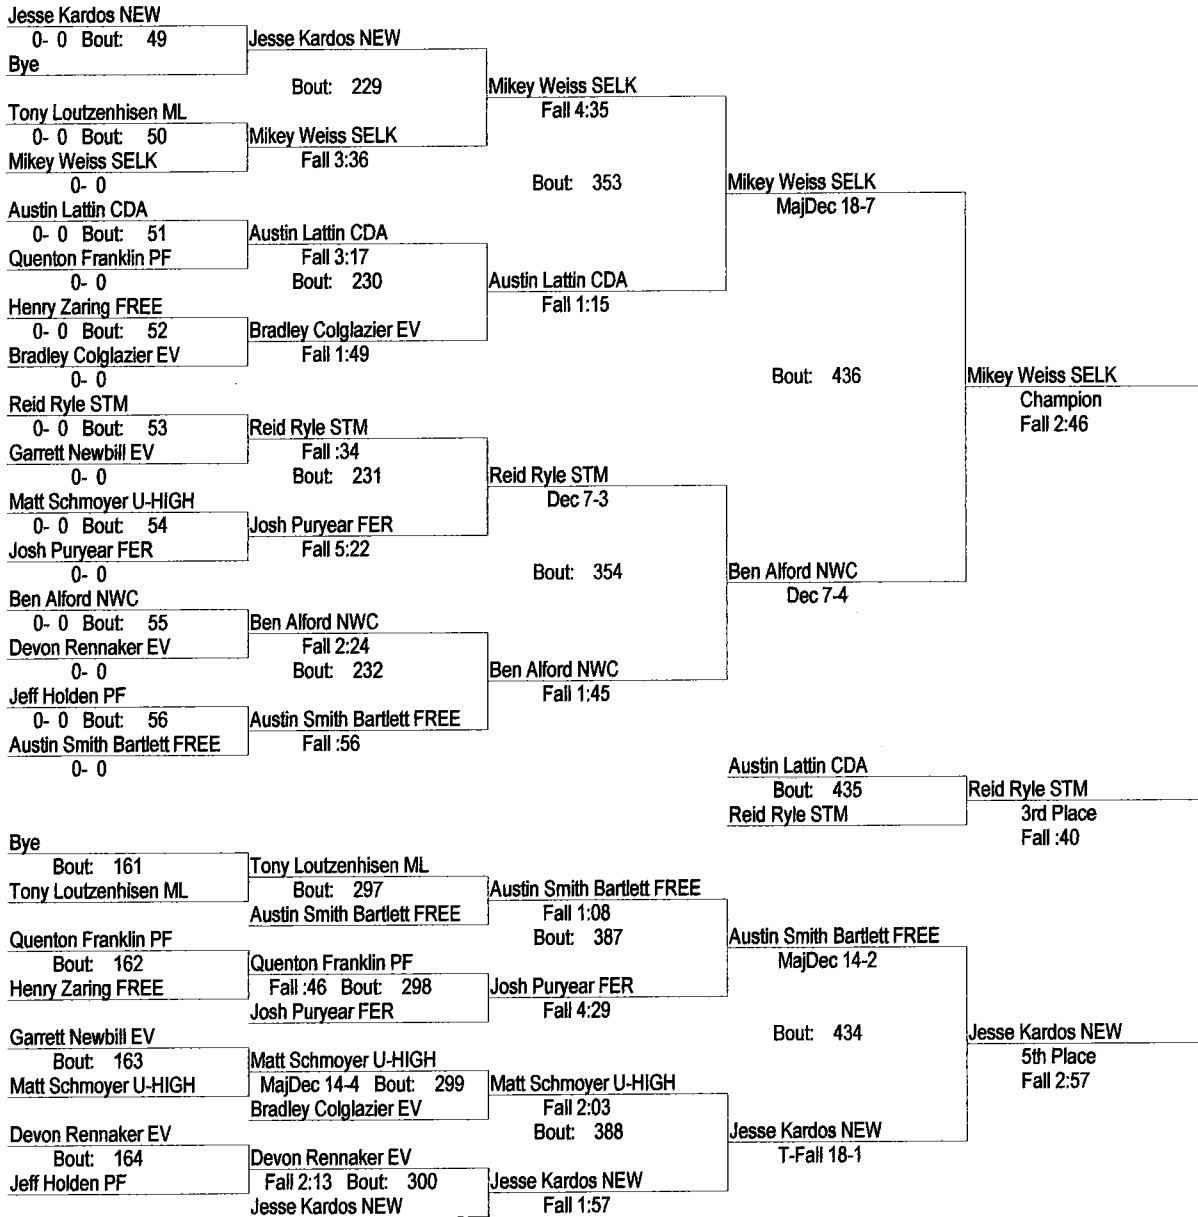 Jesse Kardos NEW
0- 0 Bout: 49
Bye
Tony Loutzenhisen ML
0- 0 Bout: 50
Mikey Weiss SELK
0- 0
Austin Lattin CDA
0- 0 Bout: 51
Quenton Franklin PF
0- 0
Henry Zaring FREE
0- 0 Bout: 52
Bradley Colglazier EV
0- 0
Reid Ryle STM
0- 0 Bout: 53
Garrett Newbill EV
0- 0
Matt Schmoyer U-HIGH
0- 0 Bout: 54
Josh Puryear FER
0- 0
Ben Alford NWC
0- 0 Bout: 55
Devon Rennaker EV
0- 0
Jeff Holden PF
0- 0 Bout: 56
Austin Smith Bartlett FREE
0- 0
Jesse Kardos NEW
Bout: 229
Mikey Weiss SELK
Fall 3:36
Austin Lattin CDA
Fall 3:17
Bout: 230
Bradley Colglazier EV
Fall 1:49
Reid Ryle STM
Fall :34
Bout: 231
Josh Puryear FER
Fall 5:22
Ben Alford NWC
Fall 2:24
Bout: 232
Austin Smith Bartlett FREE
Fall :56
Mikey Weiss SELK
Fall 4:35
Bout: 353
Austin Lattin CDA
Fall 1:15
Reid Ryle STM
Dec 7-3
Bout: 354
Ben Alford NWC
Fall 1:45
Mikey Weiss SELK
MajDec 18-7
Bout: 436
Ben Alford NWC
Dec 7-4
Mikey Weiss SELK
Champion
Fall 2:46
Austin Lattin CDA
Bout: 435
Reid Ryle STM
Reid Ryle STM
3rd Place
Fall :40
Bye
Bout: 161
Tony Loutzenhisen ML
Quenton Franklin PF
Bout: 162
Henry Zaring FREE
Garrett Newbill EV
Bout: 163
Matt Schmoyer U-HIGH
Devon Rennaker EV
Bout: 164
Jeff Holden PF
Tony Loutzenhisen ML
Bout: 297
Austin Smith Bartlett FREE
Quenton Franklin PF
Fall :46 Bout: 298
Josh Puryear FER
Matt Schmoyer U-HIGH
MajDec 14-4 Bout: 299
Bradley Colglazier EV
Devon Rennaker EV
Fall 2:13 Bout: 300
Jesse Kardos NEW
Austin Smith Bartlett FREE
Fall 1:08
Bout: 387
Josh Puryear FER
Fall 4:29
Matt Schmoyer U-HIGH
Fall 2:03
Bout: 388
Jesse Kardos NEW
Fall 1:57
Austin Smith Bartlett FREE
MajDec 14-2
Bout: 434
Jesse Kardos NEW
T-Fall 18-1
Jesse Kardos NEW
5th Place
Fall 2:57